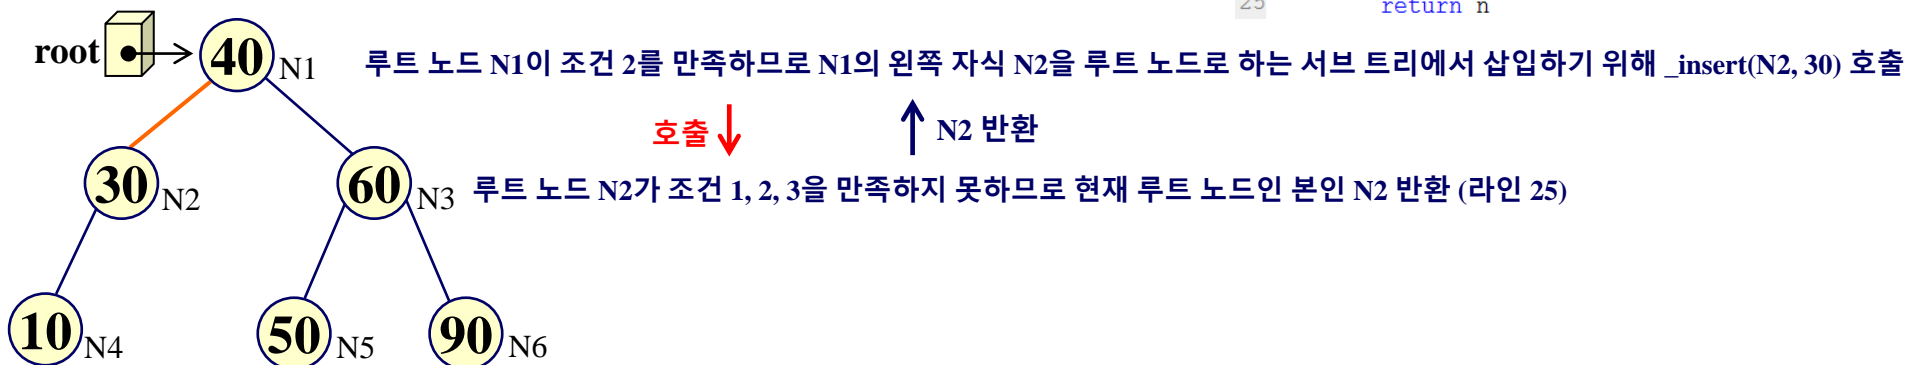 25 return n
root 40 N1 루트 노드 N1이 조건 2를 만족하므로 N1의 왼쪽 자식 N2을 루트 노드로 하는 서브 트리에서 삽입하기 위해 _insert(N2, 30) 호출
호출 N2 반환
30 N2 60 N3 루트 노드 N2가 조건 1, 2, 3을 만족하지 못하므로 현재 루트 노드인 본인 N2 반환 (라인 25)
10 N4 50 N5 90 N6